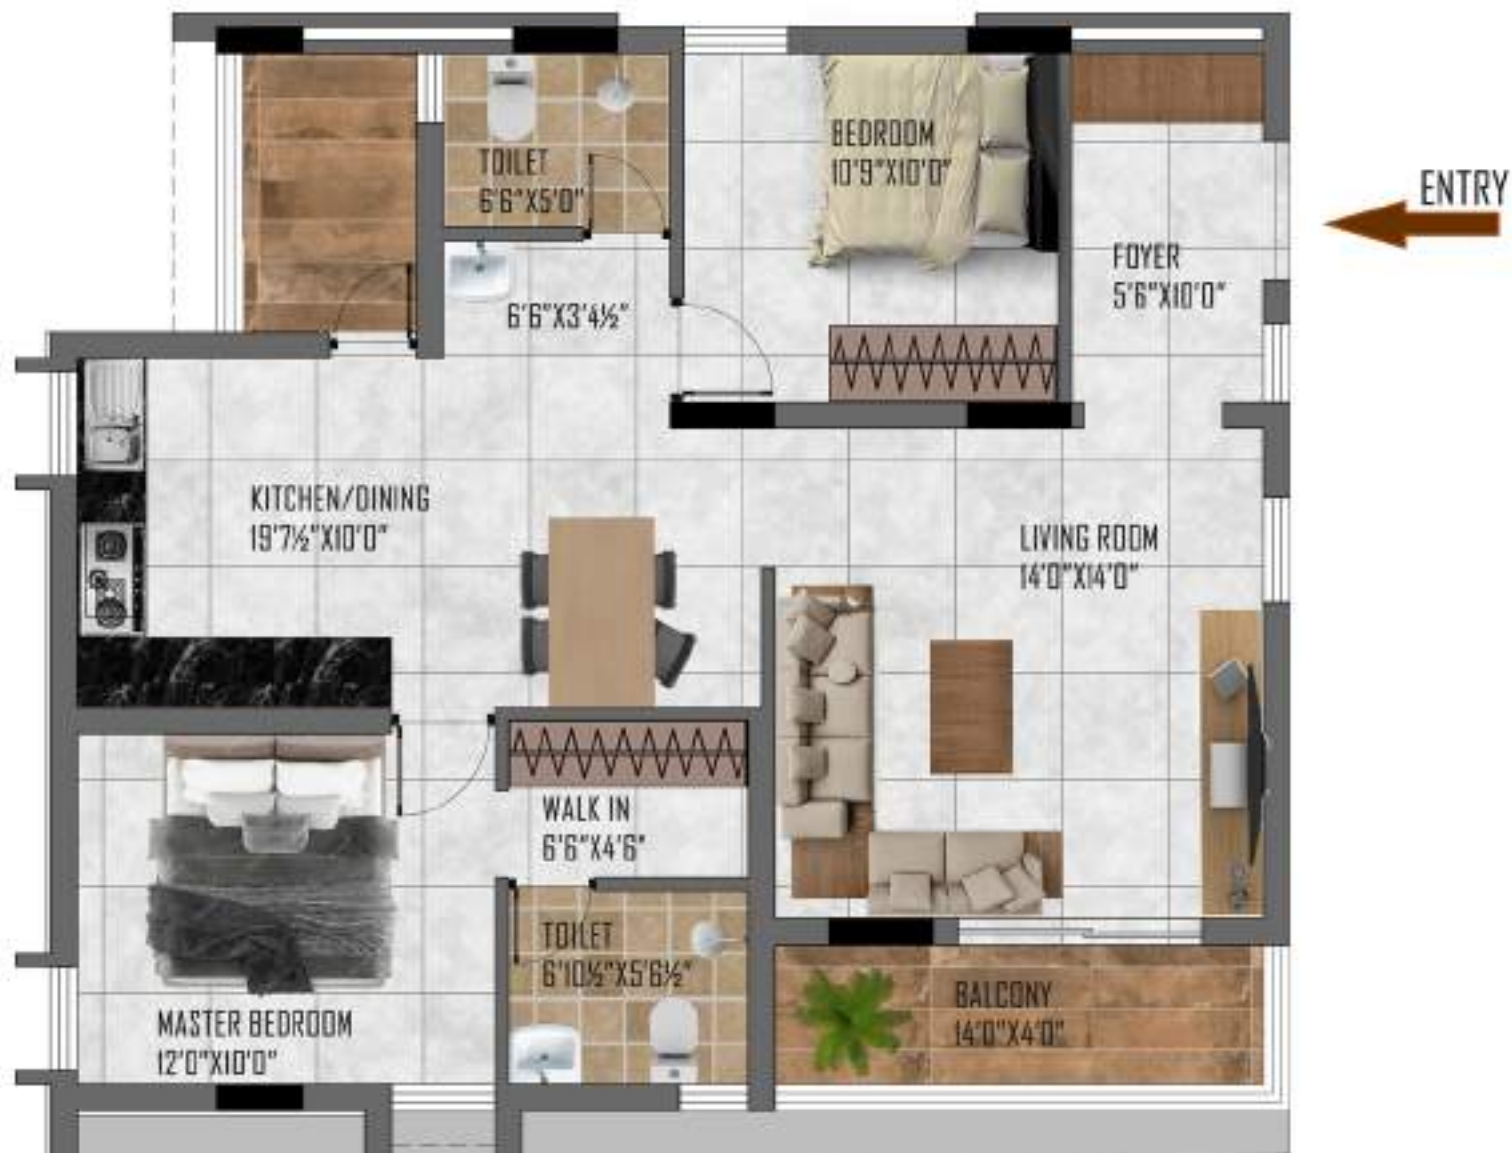 TOILET
6'6"X5'0"
BEDROOM
10'9"X10'0"
ENTRY
FOYER
5'6"X10'0"
6'6"X3'4½"
KITCHEN/DINING
19'7½"X10'0"
LIVING ROOM
14'0"X14'0"
WALK IN
6'6"X4'6"
TOILET
6'10½"X5'6½"
MASTER BEDROOM
12'0"X10'0"
BALCONY
14'0"X4'0"